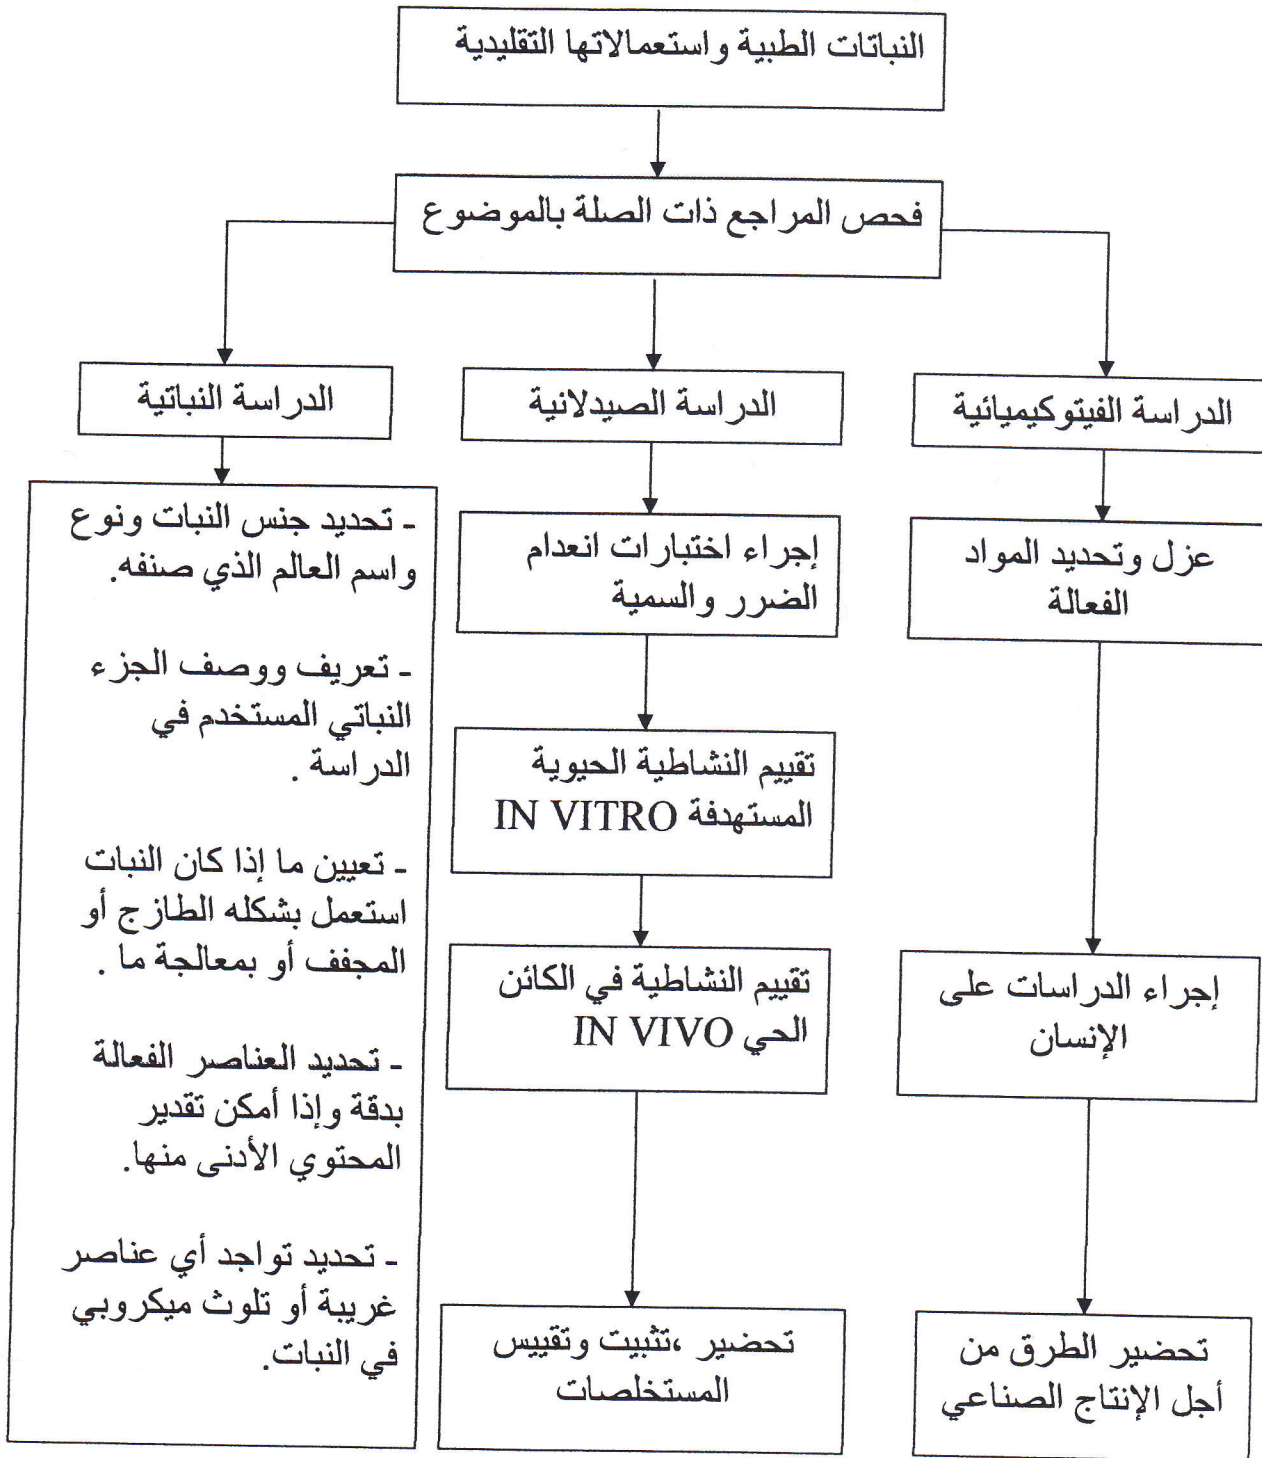 النباتات الطبية واستعمالاتها التقليدية
فحص المراجع ذات الصلة بالموضوع
الدراسة الفيتوكيميائية
عزل وتحديد المواد
الفعالة
إجراء الدراسات على
الإنسان
تحضير الطرق من
أجل الإنتاج الصناعي
الدراسة الصيدلانية
إجراء اختبارات انعدام
الضرر والسمية
تقييم النشاطية الحيوية
المستهدفة IN VITRO
تقييم النشاطية في الكائن
الحي IN VIVO
تحضير ،تثبيت وتقييس
المستخلصات
الدراسة النباتية
- تحديد جنس النبات ونوع
واسم العالم الذي صنفه.
- تعريف ووصف الجزء
النباتي المستخدم في
الدراسة .
- تعيين ما إذا كان النبات
استعمل بشكله الطازج أو
المجفف أو بمعالجة ما .
- تحديد العناصر الفعالة
بدقة وإذا أمكن تقدير
المحتوي الأدنى منها.
- تحديد تواجد أي عناصر
غريبة أو تلوث ميكروبي
في النبات.